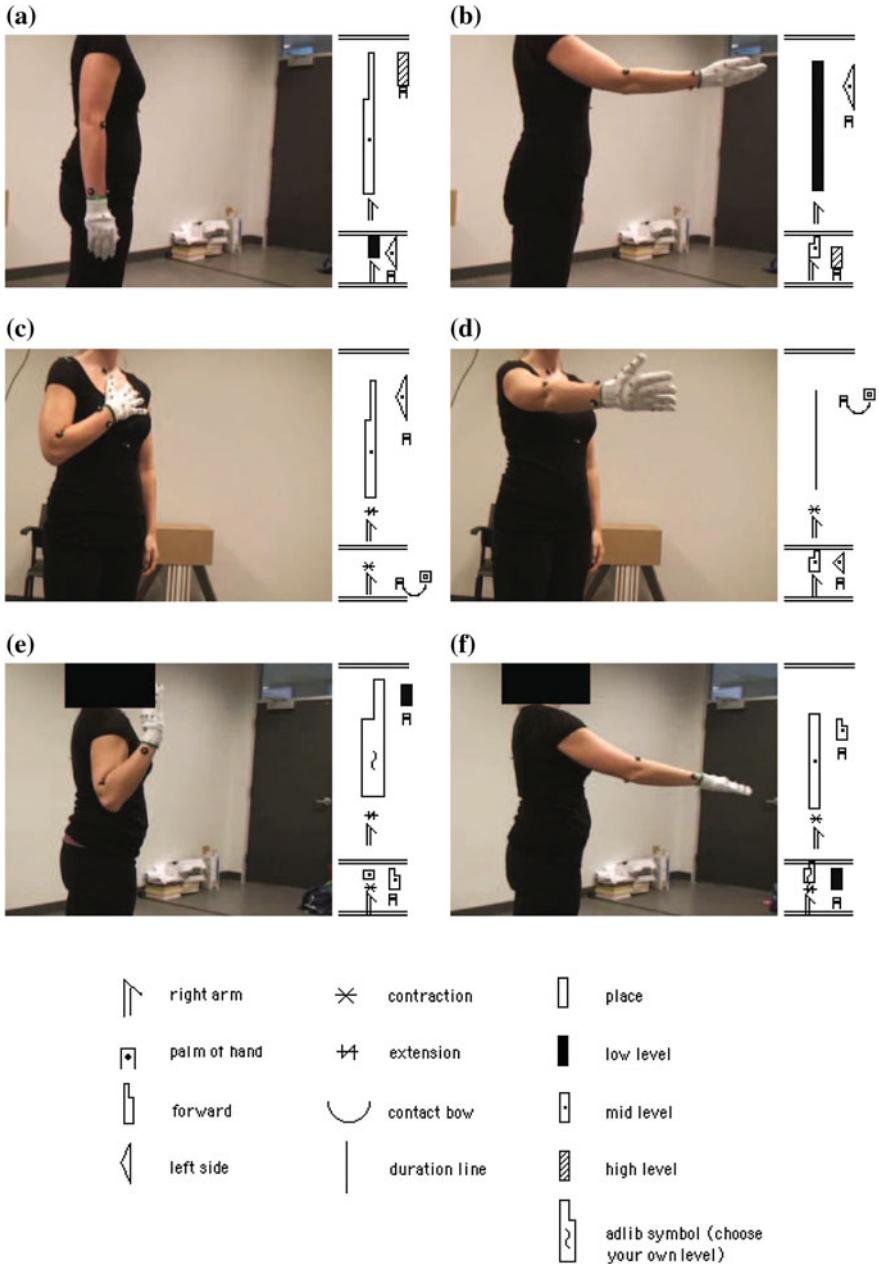 (a)
(b)
(c)
(d)
(e)
(f)
right arm
contraction
place
palm of hand
extension
low level
forward
contact bow
mid level
left side
duration line
high level
adlib symbol (choose
your own level)